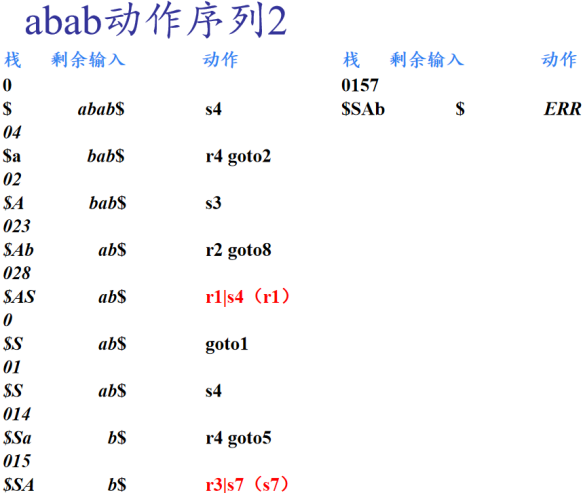 abab动作序列2
栈 剩余输入 动作
0
$ abab$ s4
04
$a bab$ r4 goto2
02
$A bab$ s3
023
$Ab ab$ r2 goto8
028
$AS ab$ r1|s4（r1）
0
$S ab$ goto1
01
$S ab$ s4
014
$Sa b$ r4 goto5
015
$SA b$ r3|s7（s7）
栈 剩余输入 动作
0157
$SAb $ ERR